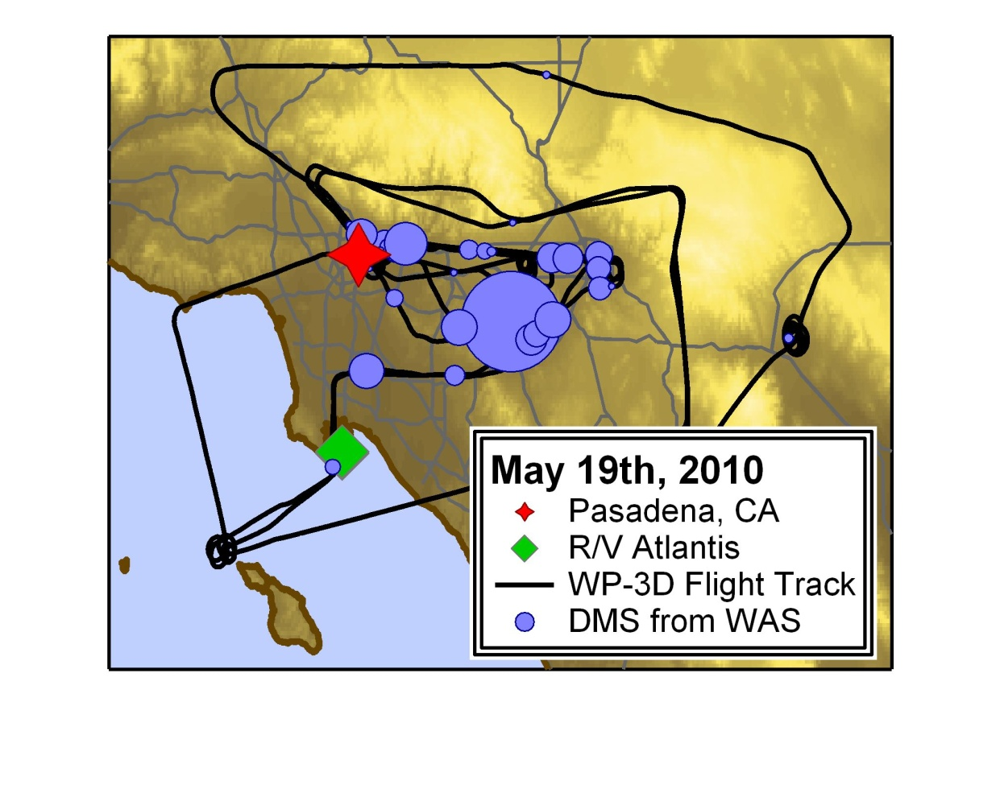 May 19th, 2010
Pasadena, CA
R/V Atlantis
WP-3D Flight Track
DMS from WAS